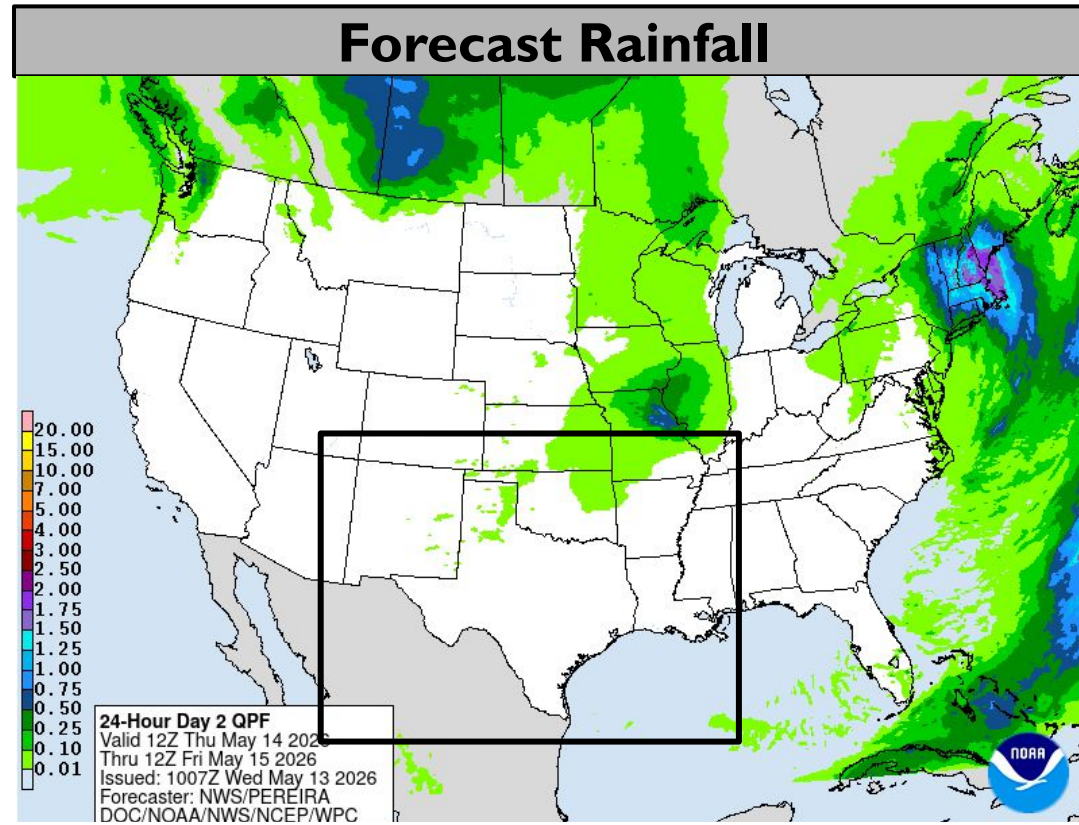 Forecast Rainfall
20.00
15.00
10.00
7.00
5.00
4.00
3.00
2.50
2.00
1.75
1.50
1.25
1.00
0.75
0.50
0.25
0.10
0.01
24-Hour Day 2 QPF
Valid 12Z Thu May 14 2026
Thru 12Z Fri May 15 2026
Issued: 1007Z Wed May 13 2026
Forecaster: NWS/PEREIRA
DOC/NOAA/NWS/NCEP/WPC
NOAA